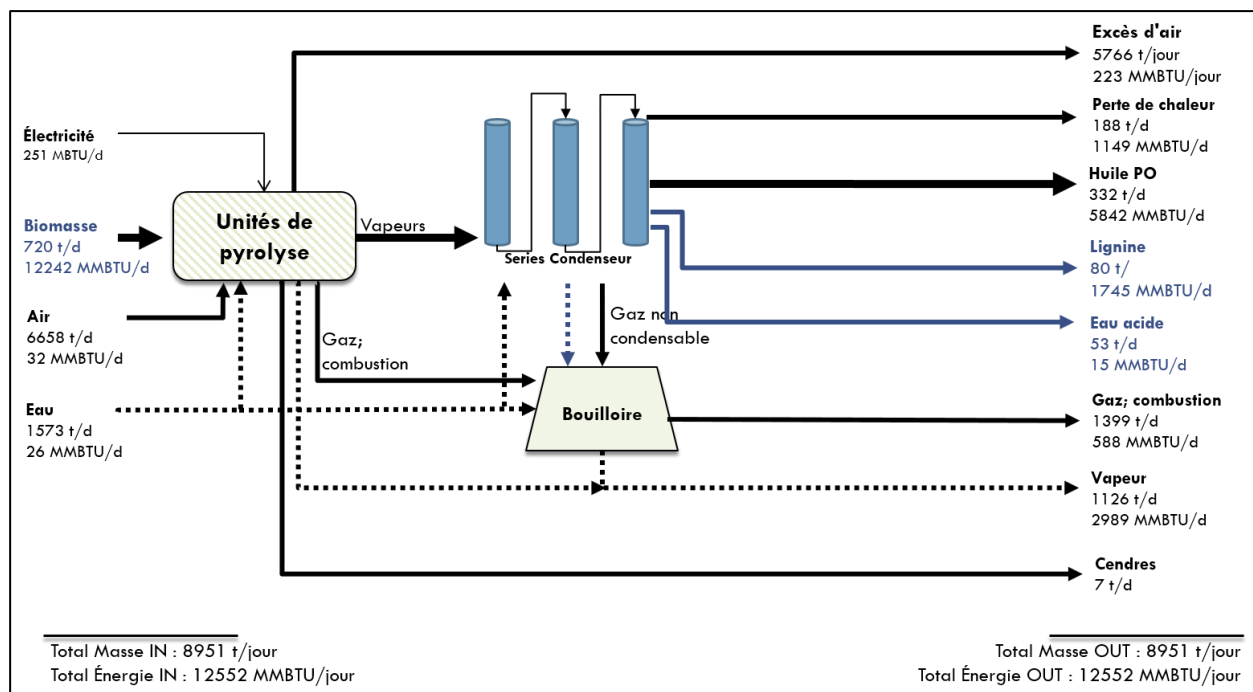 Excès d'air
5766 t/jour
223 MMBTU/jour
Perte de chaleur
188 t/d
1149 MMBTU/d
Électricité
251 MBTU/d
Huile PO
332 t/d
5842 MMBTU/d
Biomasse
720 t/d
12242 MMBTU/d
Unités de
pyrolyse
Vapeurs
Series Condenseur
Lignine
80 t/
1745 MMBTU/d
Air
6658 t/d
32 MMBTU/d
Gaz;
combustion
Gaz non
condensable
Eau acide
53 t/d
15 MMBTU/d
Eau
1573 t/d
26 MMBTU/d
Bouilloire
Gaz; combustion
1399 t/d
588 MMBTU/d
Vapeur
1126 t/d
2989 MMBTU/d
Cendres
7 t/d
Total Masse IN : 8951 t/jour
Total Énergie IN : 12552 MMBTU/jour
Total Masse OUT : 8951 t/jour
Total Énergie OUT : 12552 MMBTU/jour